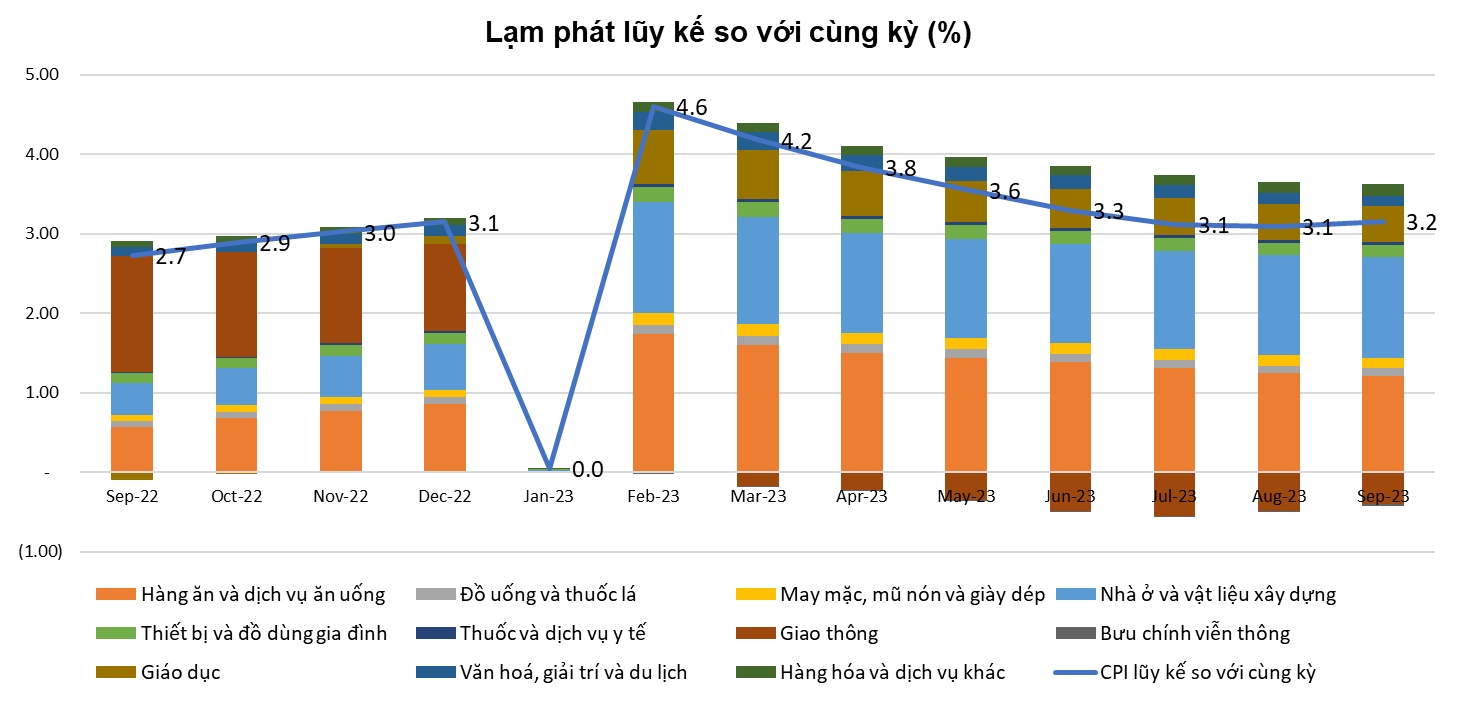 Lạm phát lũy kế so với cùng kỳ (%)
5.00
4.00
3.00
2.00
1.00
-
(1.00)
2.7 2.9 3.0 3.1 0.0 4.6 4.2 3.8 3.6 3.3 3.1 3.1 3.2
Sep-22 Oct-22 Nov-22 Dec-22 Jan-23 Feb-23 Mar-23 Apr-23 May-23 Jun-23 Jul-23 Aug-23 Sep-23
Hàng ăn và dịch vụ ăn uống Đồ uống và thuốc lá May mặc, mũ nón và giày dép Nhà ở và vật liệu xây dựng
Thiết bị và đồ dùng gia đình Thuốc và dịch vụ y tế Giao thông Bưu chính viễn thông
Giáo dục Văn hoá, giải trí và du lịch Hàng hóa và dịch vụ khác CPI lũy kế so với cùng kỳ